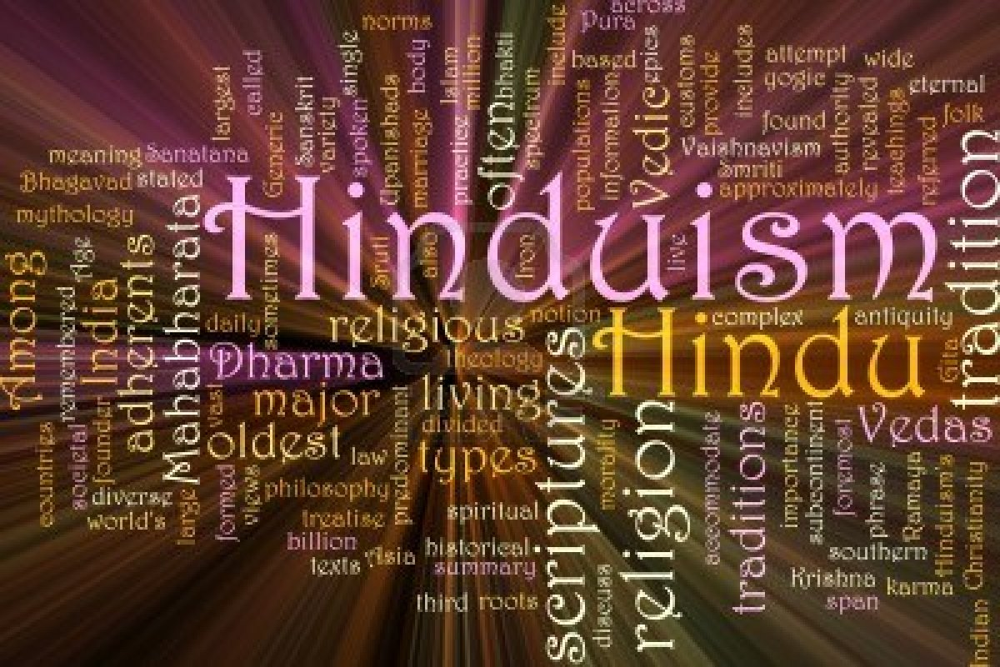 across
Pura
norms
single
include
epics
customs
includes
attempt
wide
body
Islam
million
bhakti
based
provide
yogic
eternal
largest
called
Sanskrit
variety
spoken
Upanishads
marriage
practice
often
spectrum
populations
information
Vedic
found
authority
revealed
teachings
folk
referred
Generic
meaning
Sanatana
Vaishnavism
Bhagavad
stated
Smriti
approximately
mythology
Hinduism
tradition
Among
Age
remembered
India
adherents
Mahabharata
sometimes
Sruti
also
Iron
live
daily
religious
notion
Hindu
complex
antiquity
Gita
Dharma
Theology
scriptures
vast
major
living
predominant
divided
oldest
law
types
morality
religion
accommodate
traditions
importance
subcontinent
foremost
Vedas
countries
societal
founder
diverse
world's
large
formed
views
philosophy
treatise
spiritual
phrase
Ramaya
Hinduism's
Christianity
billion
texts
Asia
historical
summary
southern
third
roots
discuss
Krishna
karma
span
Indian